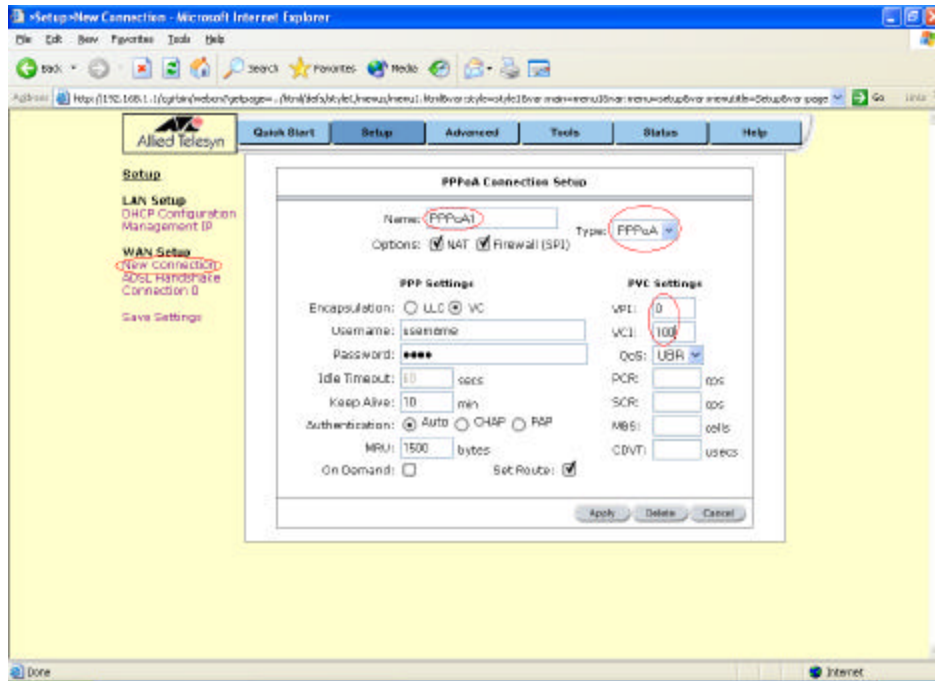 »Setup»New Connection - Microsoft Internet Explorer
File Edit View Favorites Tools Help
Back Search Favorites Media
Address Go Links
Allied Telesyn
Quick Start Setup Advanced Tools Status Help
Setup
LAN Setup
DHCP Configuration
Management IP
WAN Setup
New Connection
ADSL Handshake
Connection 0
Save Settings
PPPoA Connection Setup
Name: PPPoA1
Type: PPPoA
Options: NAT Firewall (SPI)
PPP Settings
Encapsulation: LLC VC
Username: username
Password: ••••
Idle Timeout: 60 secs
Keep Alive: 10 min
Authentication: Auto CHAP PAP
MRU: 1500 bytes
On Demand: Set Route:
PVC Settings
VPI: 0
VCI: 100
QoS: UBR
PCR: cps
SCR: cps
MBS: cells
CDVT: usecs
Apply Delete Cancel
Done Internet